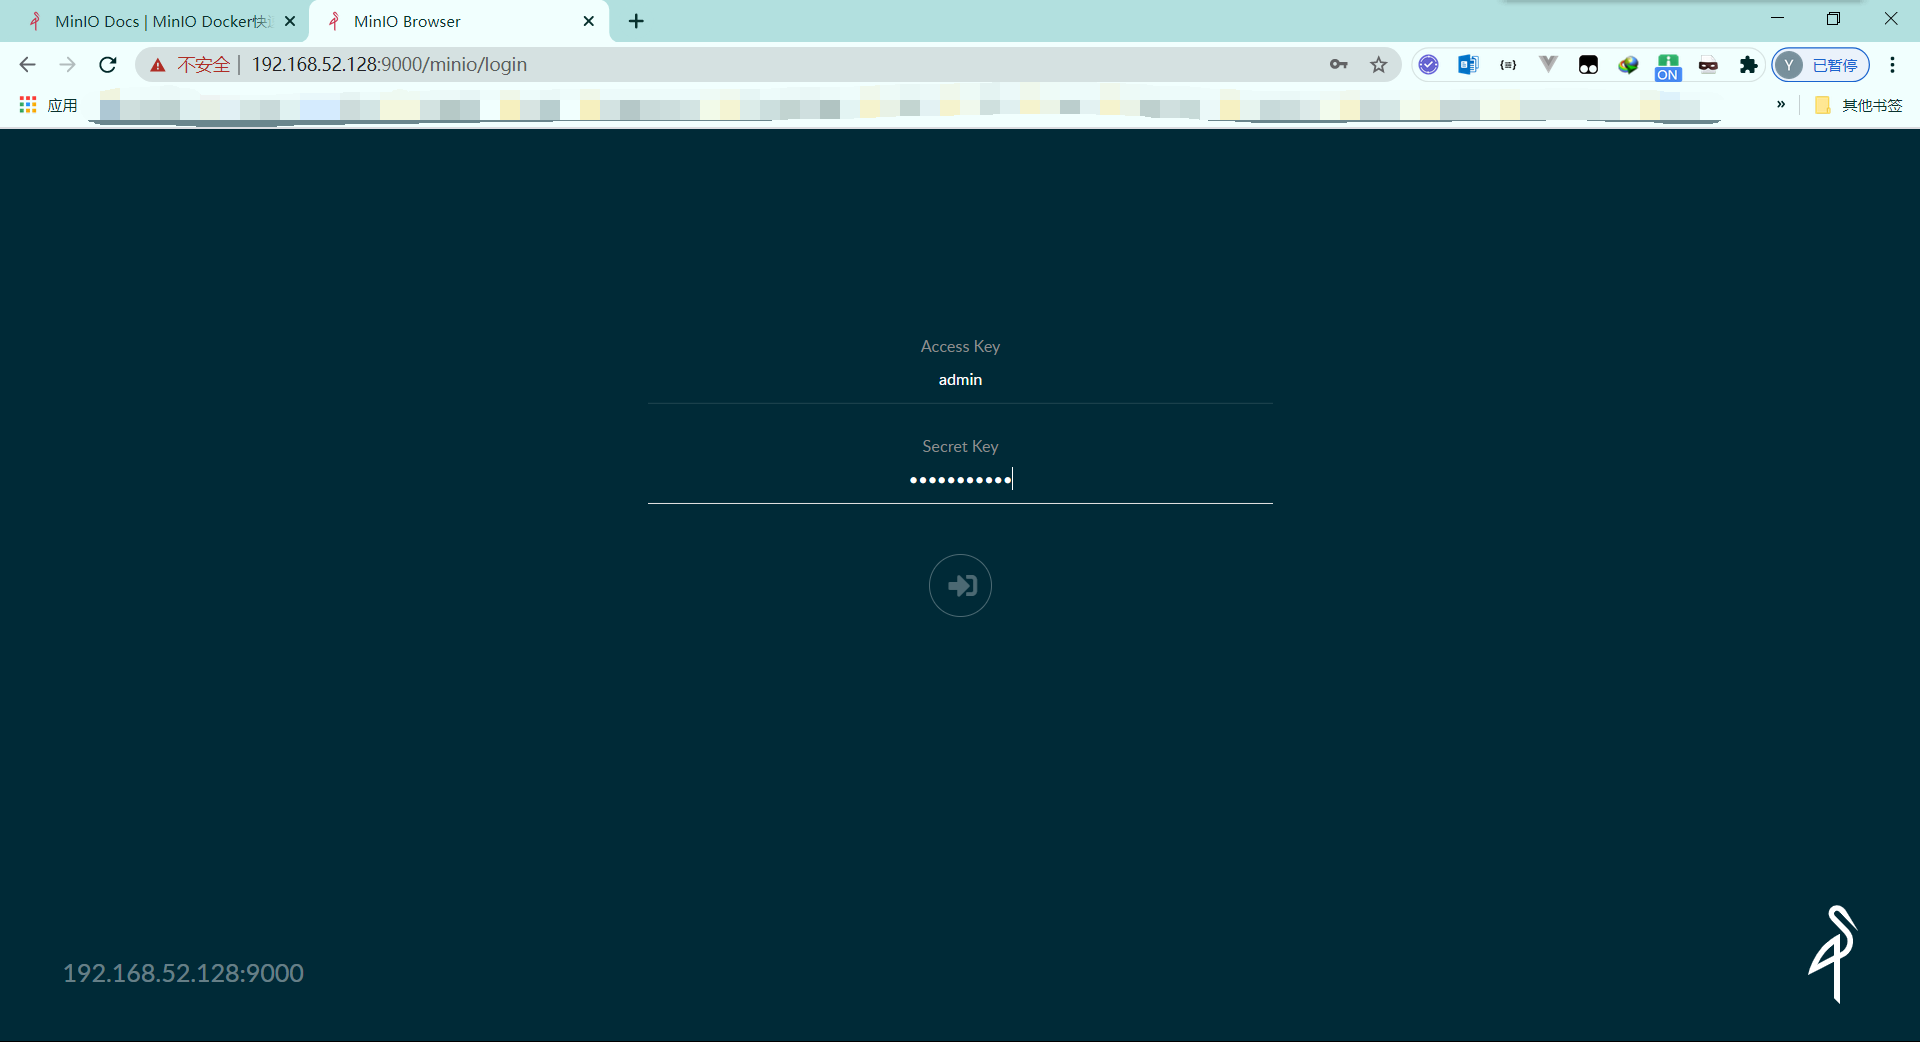 MinIO Docs | MinIO Docker快
MinIO Browser
不安全 | 192.168.52.128:9000/minio/login
ON
Y 已暂停
应用
»
其他书签
Access Key
admin
Secret Key
•••••••••••
192.168.52.128:9000